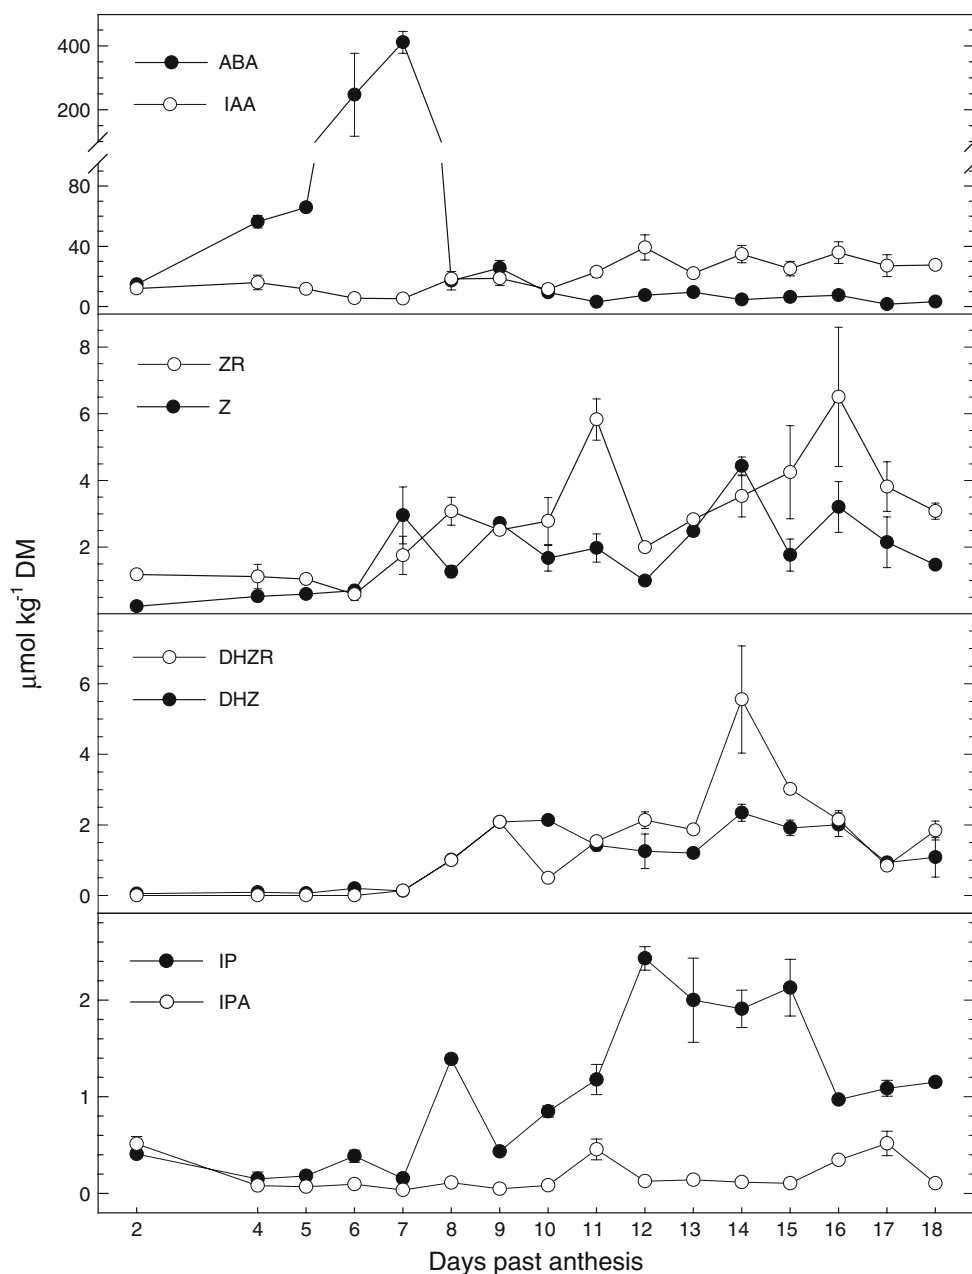 400
ABA
IAA
200
80
40
0
8
ZR
Z
6
4
2
μmol kg⁻¹ DM
DHZR
DHZ
6
4
2
0
IP
IPA
2
1
0
2 4 5 6 7 8 9 10 11 12 13 14 15 16 17 18
Days past anthesis